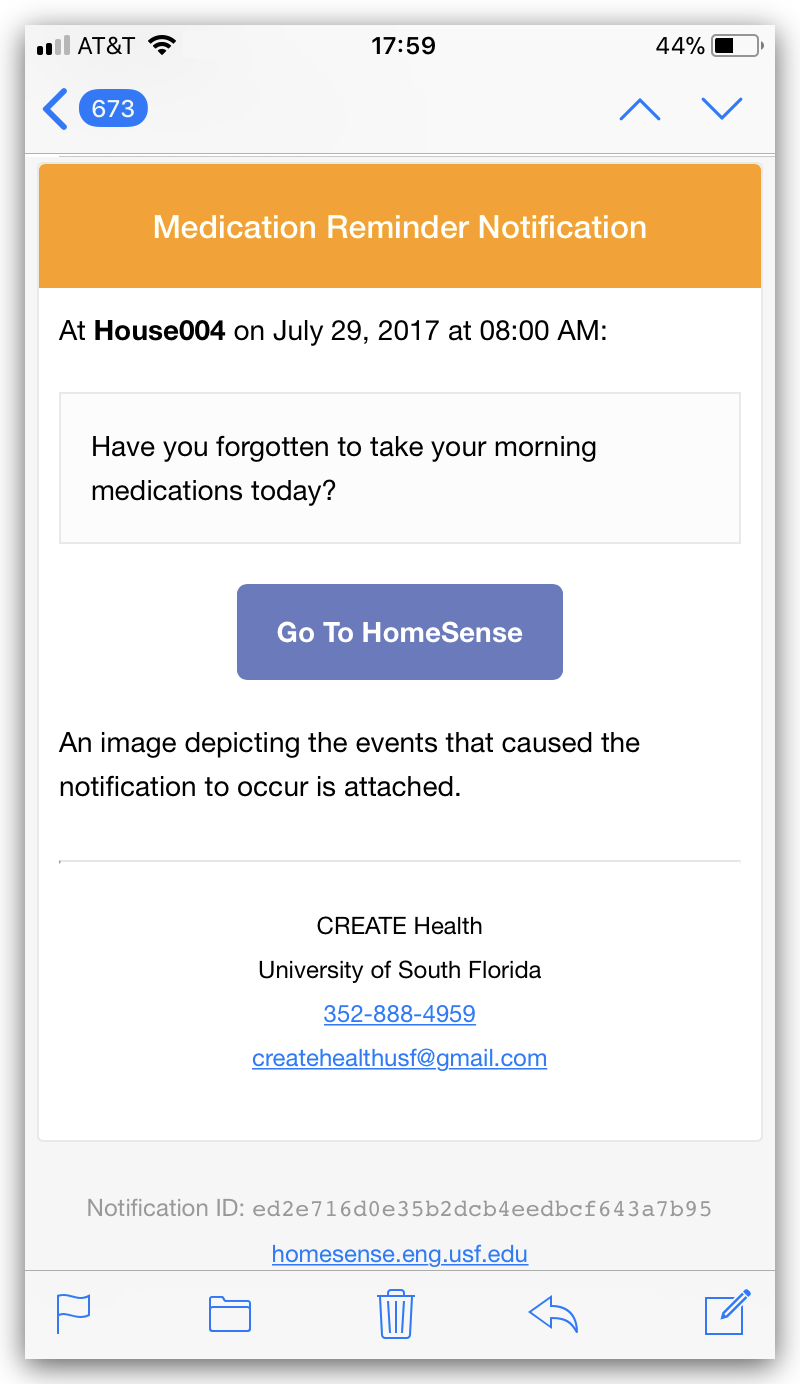 AT&T 17:59 44%
673
Medication Reminder Notification
At House004 on July 29, 2017 at 08:00 AM:
Have you forgotten to take your morning
medications today?
Go To HomeSense
An image depicting the events that caused the
notification to occur is attached.
CREATE Health
University of South Florida
352-888-4959
createhealthusf@gmail.com
Notification ID: ed2e716d0e35b2dcb4eedbcf643a7b95
homesense.eng.usf.edu